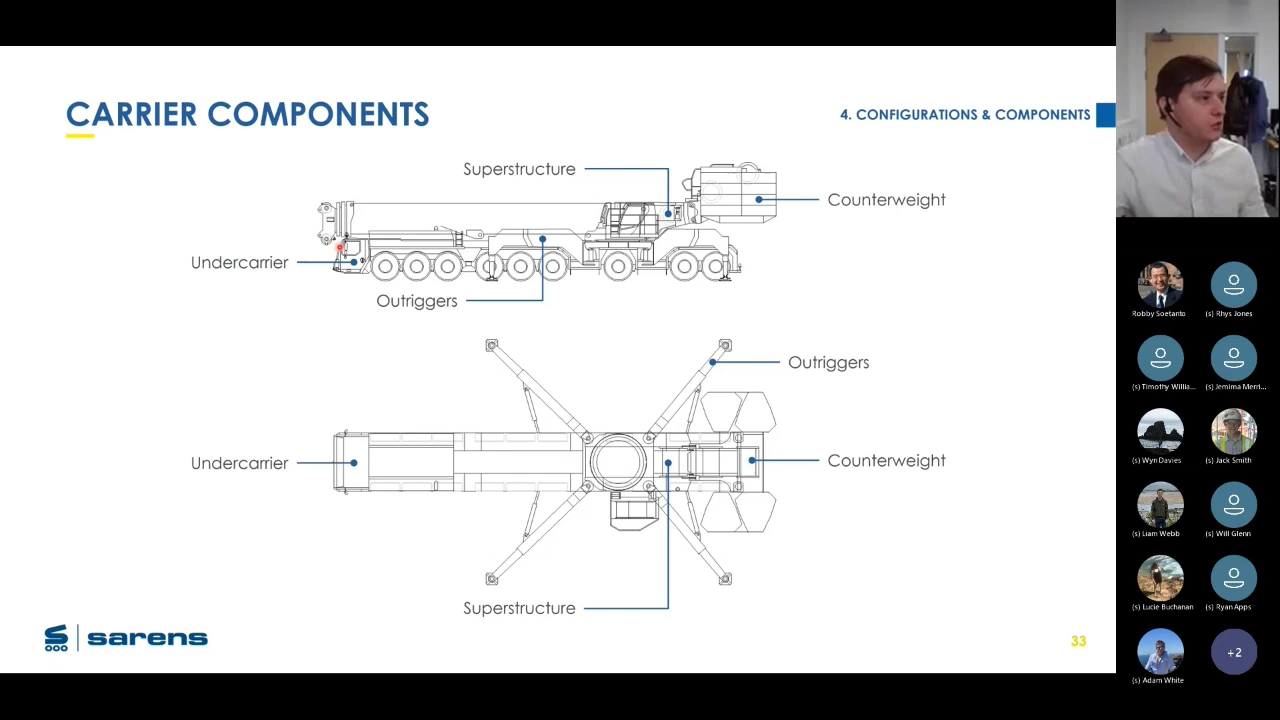 CARRIER COMPONENTS
4. CONFIGURATIONS & COMPONENTS
Superstructure
Counterweight
Undercarrier
Outriggers
Outriggers
Undercarrier
Counterweight
Superstructure
sarens
33
Robby Soetanto
(s) Rhys Jones
(s) Timothy Willia...
(s) Jemima Merri...
(s) Wyn Davies
(s) Jack Smith
(s) Liam Webb
(s) Will Glenn
(s) Lucie Buchanan
(s) Ryan Apps
(s) Adam White
+2